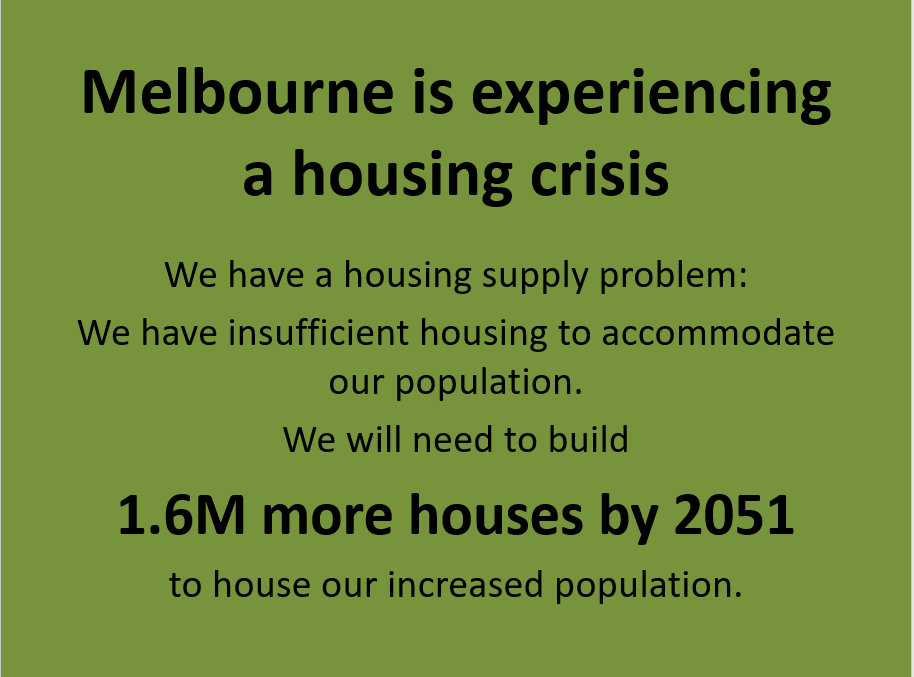 Melbourne is experiencing
a housing crisis
We have a housing supply problem:
We have insufficient housing to accommodate
our population.
We will need to build
1.6M more houses by 2051
to house our increased population.